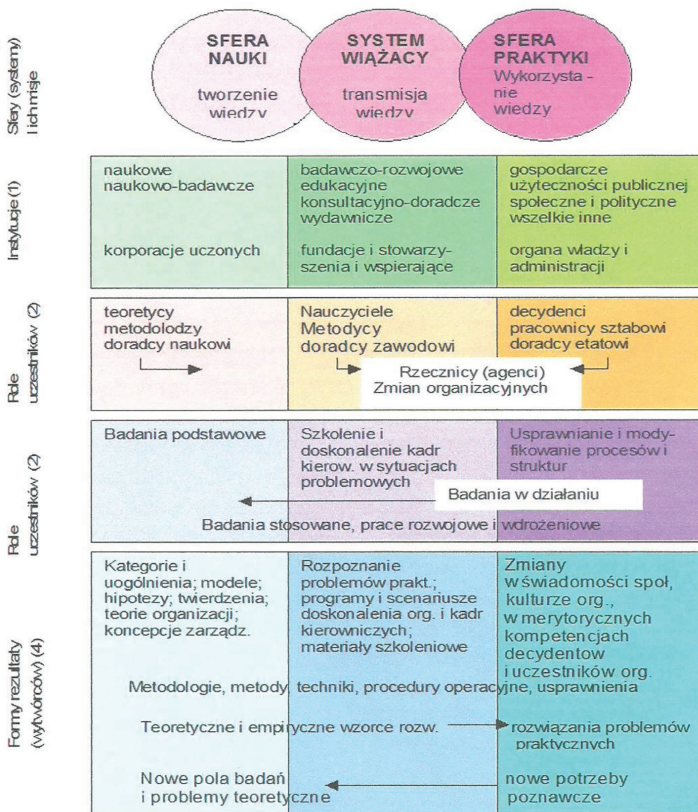 Sfery (systemy)
I ich misje
SFERA
NAUKI
tworzenie
wiedzy
SYSTEM
WIĄŻACY
transmisja
wiedzy
SFERA
PRAKTYKI
Wykorzysta -
nie
wiedzy
Instytucje (1)
naukowe
naukowo-badawcze
korporacje uczonych
badawczo-rozwojowe
edukacyjne
konsultacyjno-doradcze
wydawnicze
fundacje i stowarzy-
szenia i wspierające
gospodarcze
użyteczności publicznej
społeczne i polityczne
wszelkie inne
organa władzy i
administracji
Role
uczestników (2)
teoretycy
metodolodzy
doradcy naukowi
Nauczyciele
Metodycy
doradcy zawodowi
decydenci
pracownicy sztabowi
doradcy etatowi
Rzecznicy (agenci)
Zmian organizacyjnych
Role
uczestników (2)
Badania podstawowe
Szkolenie i
doskonalenie kadr
kierow. w sytuacjach
problemowych
Usprawnianie i mody-
fikowanie procesów i
struktur
Badania w działaniu
Badania stosowane, prace rozwojowe i wdrożeniowe
Formy rezultaty
(wytworców) (4)
Kategorie i
uogólnienia; modele;
hipotezy; twierdzenia;
teorie organizacji;
koncepcje zarządz.
Rozpoznanie
problemów prakt.;
programy i scenariusze
doskonalenia org. i kadr
kierowniczych;
materiały szkoleniowe
Zmiany
w świadomości społ,
kulturze org.,
w merytorycznych
kompetencjach
decydentow
i uczestników org.
Metodologie, metody, techniki, procedury operacyjne, usprawnienia
Teoretyczne i empiryczne wzorce rozw.
rozwiązania problemów
praktycznych
Nowe pola badań
i problemy teoretyczne
nowe potrzeby
poznawcze